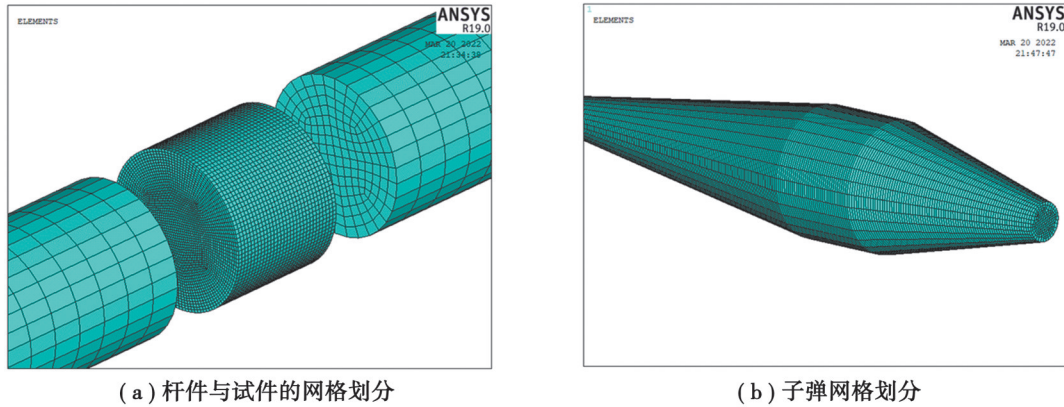 ELEMENTS
ANSYS
R19.0
MAR 20 2022
21:34:38
(a)杆件与试件的网格划分
1
ELEMENTS
ANSYS
R19.0
MAR 20 2022
21:47:47
(b)子弹网格划分